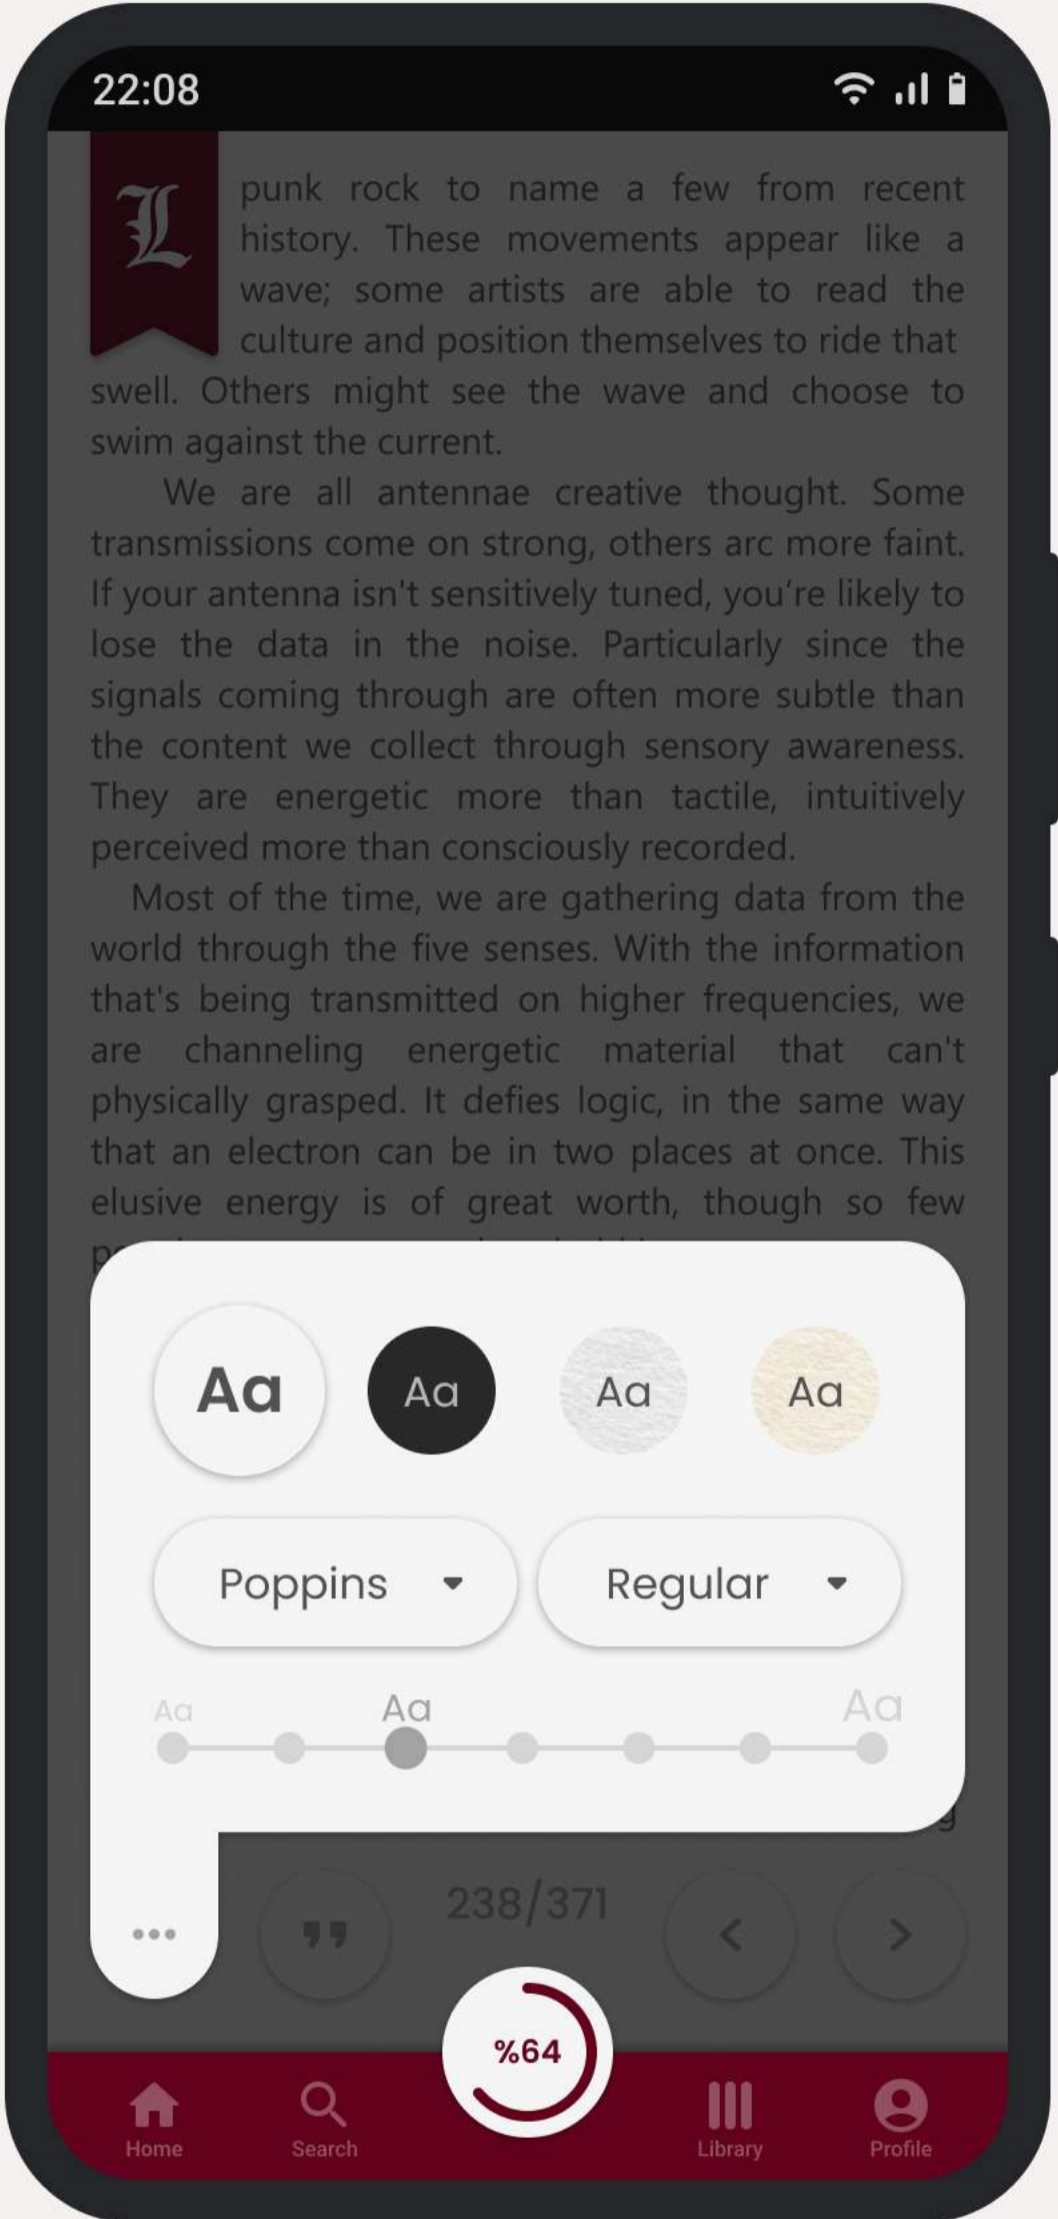 22:08
L
punk rock to name a few from recent
history. These movements appear like a
wave; some artists are able to read the
culture and position themselves to ride that
swell. Others might see the wave and choose to
swim against the current.
We are all antennae creative thought. Some
transmissions come on strong, others arc more faint.
If your antenna isn't sensitively tuned, you’re likely to
lose the data in the noise. Particularly since the
signals coming through are often more subtle than
the content we collect through sensory awareness.
They are energetic more than tactile, intuitively
perceived more than consciously recorded.
Most of the time, we are gathering data from the
world through the five senses. With the information
that's being transmitted on higher frequencies, we
are channeling energetic material that can't
physically grasped. It defies logic, in the same way
that an electron can be in two places at once. This
elusive energy is of great worth, though so few
Aa Aa Aa Aa
Poppins Regular
Aa Aa Aa
238/371
%64
Home Search Library Profile